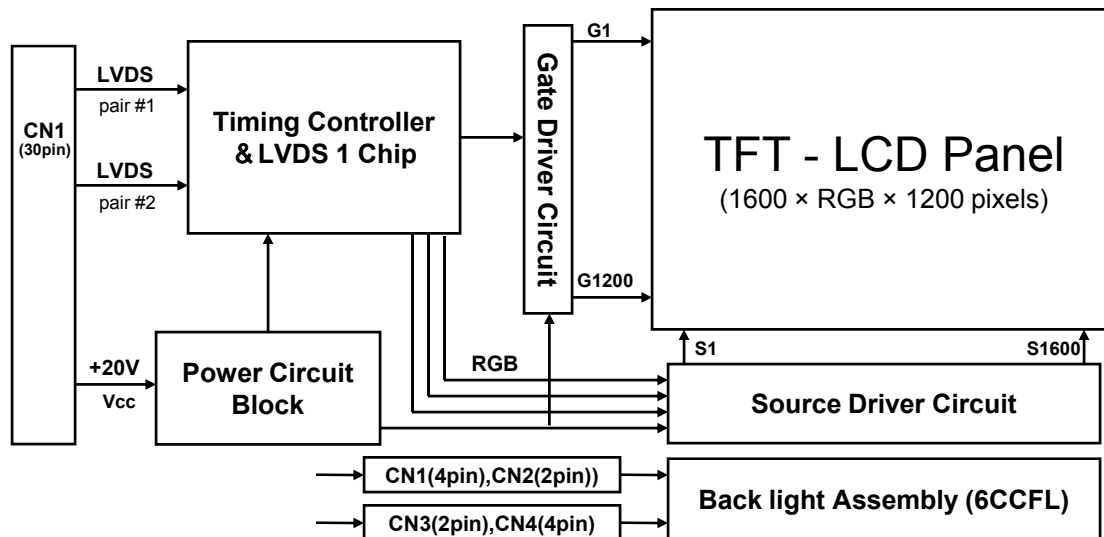 CN1
(30pin)
LVDS
pair #1
LVDS
pair #2
+20V
Vcc
Timing Controller
& LVDS 1 Chip
Power Circuit
Block
RGB
Gate Driver Circuit
G1
G1200
TFT - LCD Panel
(1600 × RGB × 1200 pixels)
S1
S1600
Source Driver Circuit
CN1(4pin),CN2(2pin))
CN3(2pin),CN4(4pin)
Back light Assembly (6CCFL)